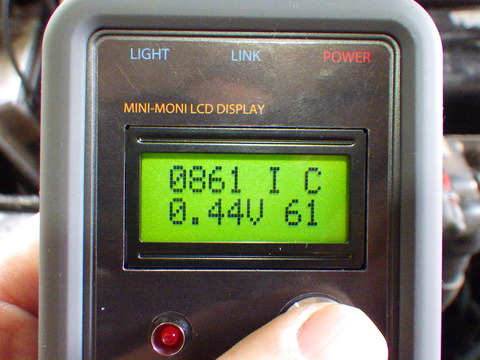 LIGHT LINK POWER
MINI-MONI LCD DISPLAY
0861 I C
0.44V 61